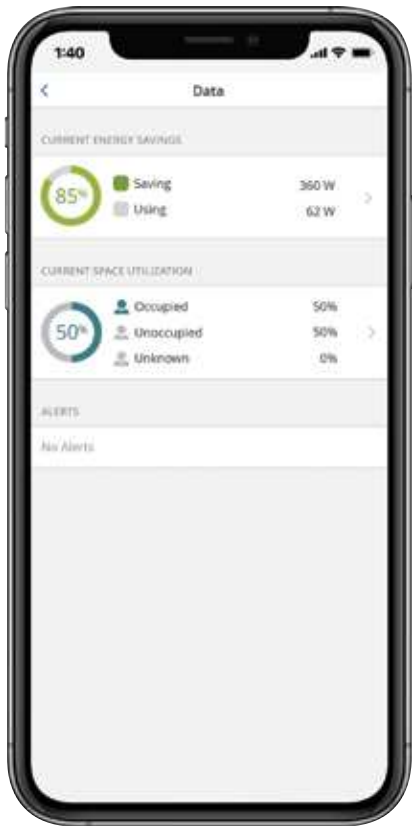 1:40
Data
CURRENT ENERGY SAVINGS
85%
Saving 360 W
Using 62 W
CURRENT SPACE UTILIZATION
50%
Occupied 50%
Unoccupied 50%
Unknown 0%
ALERTS
No Alerts